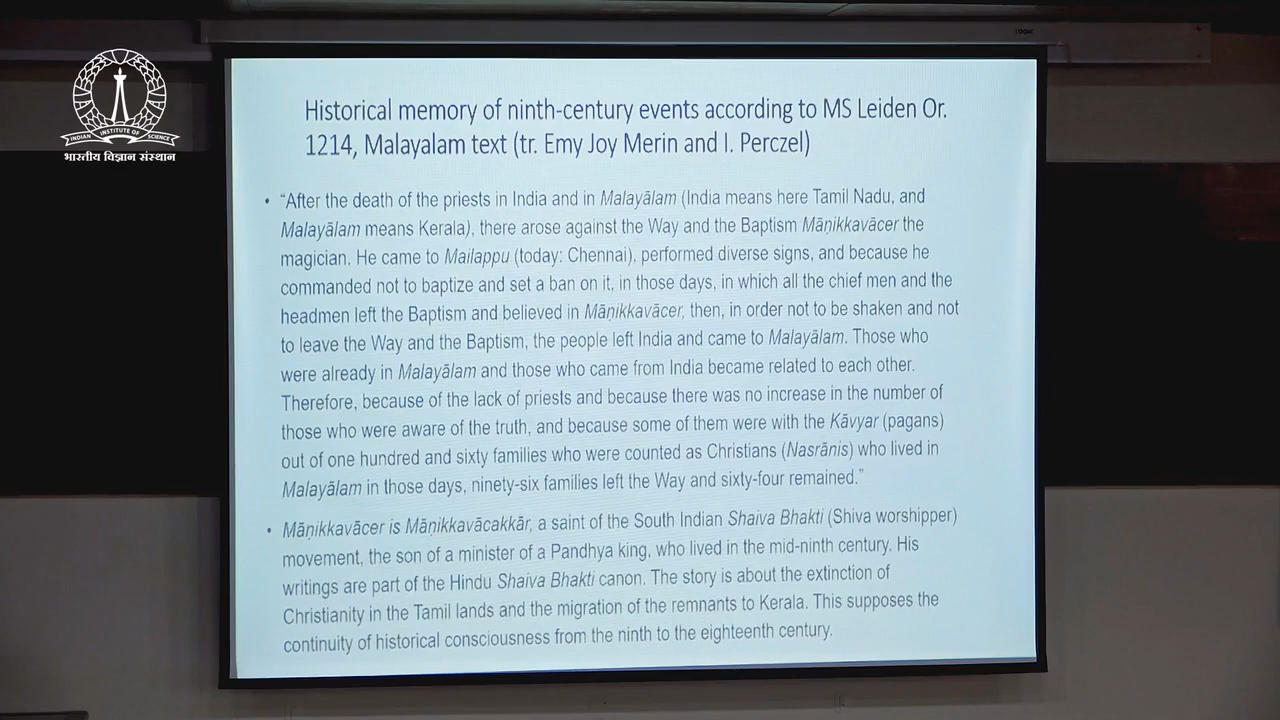 LOGIC
INDIAN INSTITUTE OF SCIENCE
भारतीय विज्ञान संस्थान
Historical memory of ninth-century events according to MS Leiden Or.
1214, Malayalam text (tr. Emy Joy Merin and I. Perczel)
• “After the death of the priests in India and in Malayālam (India means here Tamil Nadu, and
Malayālam means Kerala), there arose against the Way and the Baptism Māṇikkavācer the
magician. He came to Mailappu (today: Chennai), performed diverse signs, and because he
commanded not to baptize and set a ban on it, in those days, in which all the chief men and the
headmen left the Baptism and believed in Māṇikkavācer, then, in order not to be shaken and not
to leave the Way and the Baptism, the people left India and came to Malayālam. Those who
were already in Malayālam and those who came from India became related to each other.
Therefore, because of the lack of priests and because there was no increase in the number of
those who were aware of the truth, and because some of them were with the Kāvyar (pagans)
out of one hundred and sixty families who were counted as Christians (Nasrānis) who lived in
Malayālam in those days, ninety-six families left the Way and sixty-four remained.”
• Māṇikkavācer is Māṇikkavācakkār, a saint of the South Indian Shaiva Bhakti (Shiva worshipper)
movement, the son of a minister of a Pandhya king, who lived in the mid-ninth century. His
writings are part of the Hindu Shaiva Bhakti canon. The story is about the extinction of
Christianity in the Tamil lands and the migration of the remnants to Kerala. This supposes the
continuity of historical consciousness from the ninth to the eighteenth century.